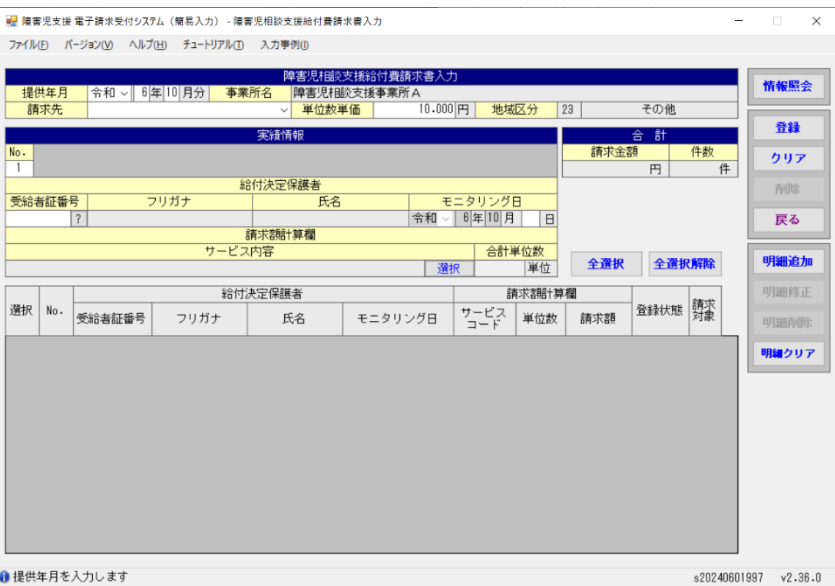 障害児支援 電子請求受付システム（簡易入力） - 障害児相談支援給付費請求書入力
ファイル(F) バージョン(V) ヘルプ(H) チュートリアル(T) 入力事例(I)
障害児相談支援給付費請求書入力
提供年月 令和 6 年 10 月分 事業所名 障害児相談支援事業所A
請求先 単位数単価 10.000 円 地域区分 23 その他
実績情報
No.
1
合 計
請求金額 件数
円 件
給付決定保護者
受給者証番号 フリガナ 氏名 モニタリング日
? 令和 6 年 10 月 日
請求額計算欄
サービス内容 合計単位数
選択 単位
全選択 全選択解除
選択 No. 給付決定保護者 請求額計算欄 登録状態 請求対象
受給者証番号 フリガナ 氏名 モニタリング日 サービスコード 単位数 請求額
情報照会
登録
クリア
削除
戻る
明細追加
明細修正
明細削除
明細クリア
提供年月を入力します
s20240601997 v2.36.0